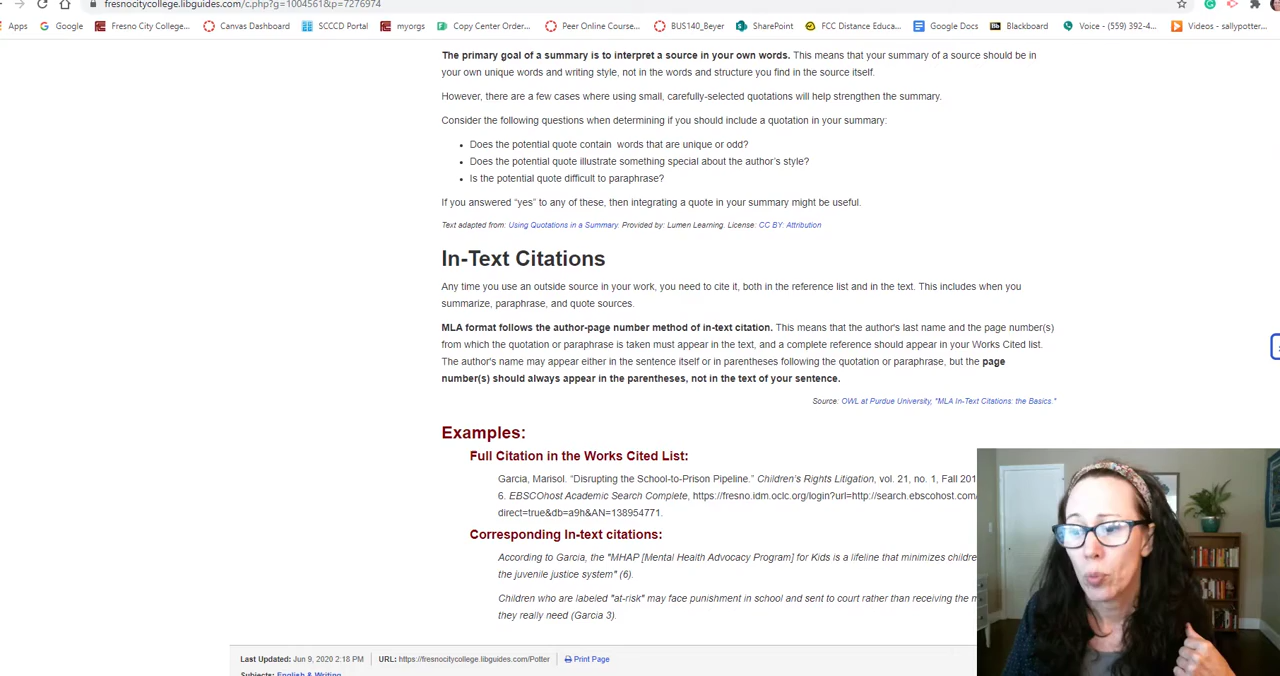 fresnocitycollege.libguides.com/c.php?g=1004561&p=7276974
Apps Google Fresno City College... Canvas Dashboard SCCCD Portal myorgs Copy Center Order... Peer Online Course... BUS140_Beyer SharePoint FCC Distance Educa... Google Docs Blackboard Voice - (559) 392-4... Videos - sallypotter...
The primary goal of a summary is to interpret a source in your own words. This means that your summary of a source should be in
your own unique words and writing style, not in the words and structure you find in the source itself.
However, there are a few cases where using small, carefully-selected quotations will help strengthen the summary.
Consider the following questions when determining if you should include a quotation in your summary:
• Does the potential quote contain words that are unique or odd?
• Does the potential quote illustrate something special about the author's style?
• Is the potential quote difficult to paraphrase?
If you answered “yes” to any of these, then integrating a quote in your summary might be useful.
Text adapted from: Using Quotations in a Summary. Provided by: Lumen Learning. License: CC BY: Attribution
In-Text Citations
Any time you use an outside source in your work, you need to cite it, both in the reference list and in the text. This includes when you
summarize, paraphrase, and quote sources.
MLA format follows the author-page number method of in-text citation. This means that the author's last name and the page number(s)
from which the quotation or paraphrase is taken must appear in the text, and a complete reference should appear in your Works Cited list.
The author's name may appear either in the sentence itself or in parentheses following the quotation or paraphrase, but the page
number(s) should always appear in the parentheses, not in the text of your sentence.
Source: OWL at Purdue University, "MLA In-Text Citations: the Basics."
Examples:
Full Citation in the Works Cited List:
Garcia, Marisol. “Disrupting the School-to-Prison Pipeline.” Children's Rights Litigation, vol. 21, no. 1, Fall 201
6. EBSCOhost Academic Search Complete, https://fresno.idm.oclc.org/login?url=http://search.ebscohost.com/
direct=true&db=a9h&AN=138954771.
Corresponding In-text citations:
According to Garcia, the "MHAP [Mental Health Advocacy Program] for Kids is a lifeline that minimizes childre
the juvenile justice system" (6).
Children who are labeled "at-risk" may face punishment in school and sent to court rather than receiving the m
they really need (Garcia 3).
Last Updated: Jun 9, 2020 2:18 PM URL: https://fresnocitycollege.libguides.com/Potter Print Page
Subjects: English & Writing